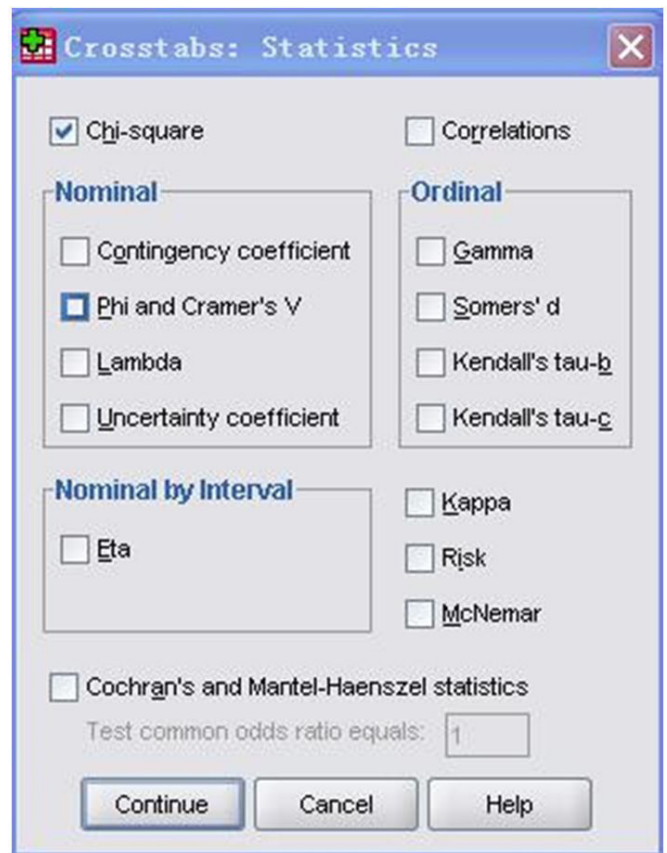 Crosstabs: Statistics
Chi-square
Correlations
Nominal
Contingency coefficient
Phi and Cramer's V
Lambda
Uncertainty coefficient
Ordinal
Gamma
Somers' d
Kendall's tau-b
Kendall's tau-c
Nominal by Interval
Eta
Kappa
Risk
McNemar
Cochran's and Mantel-Haenszel statistics
Test common odds ratio equals: 1
Continue Cancel Help